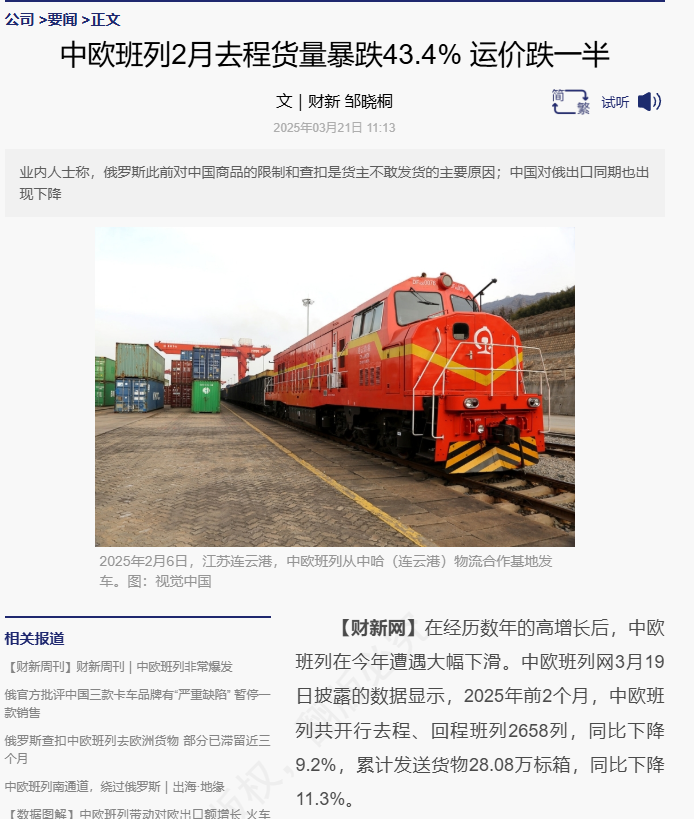 公司 >要闻 >正文
中欧班列2月去程货量暴跌43.4% 运价跌一半
文｜财新 邹晓桐
简
繁
试听
2025年03月21日 11:13
业内人士称，俄罗斯此前对中国商品的限制和查扣是货主不敢发货的主要原因；中国对俄出口同期也出
现下降
2025年2月6日，江苏连云港，中欧班列从中哈（连云港）物流合作基地发
车。图：视觉中国
相关报道
【财新周刊】财新周刊｜中欧班列非常爆发
俄官方批评中国三款卡车品牌有“严重缺陷” 暂停一
款销售
俄罗斯查扣中欧班列去欧洲货物 部分已滞留近三
个月
中欧班列南通道，绕过俄罗斯｜出海·地缘
【数据图解】中欧班列带动对欧出口额增长 火车
【财新网】在经历数年的高增长后，中欧
班列在今年遭遇大幅下滑。中欧班列网3月19
日披露的数据显示，2025年前2个月，中欧班
列共开行去程、回程班列2658列，同比下降
9.2%，累计发送货物28.08万标箱，同比下降
11.3%。